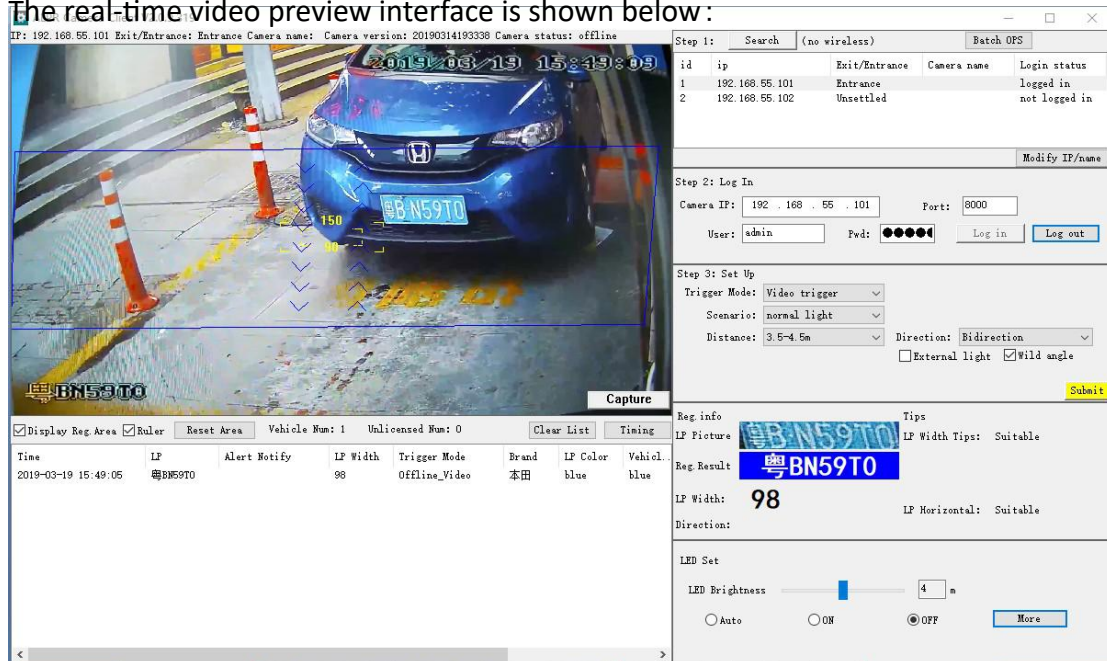 The real-time video preview interface is shown below:
IP: 192.168.55.101 Exit/Entrance: Entrance Camera name: Camera version: 20190314193338 Camera status: offline
2019/03/19 15:49:09
粤B·N59T0
150
90
粤BN59T0
Capture
Display Reg.Area Ruler Reset Area Vehicle Num: 1 Unlicensed Num: 0 Clear List Timing
Time LP Alert Notify LP Width Trigger Mode Brand LP Color Vehicl..
2019-03-19 15:49:05 粤BN59T0 98 Offline_Video 本田 blue blue
Step 1: Search (no wireless) Batch OPS
id ip Exit/Entrance Camera name Login status
1 192.168.55.101 Entrance logged in
2 192.168.55.102 Unsettled not logged in
Modify IP/name
Step 2: Log In
Camera IP: 192 . 168 . 55 . 101 Port: 8000
User: admin Pwd: Log in Log out
Step 3: Set Up
Trigger Mode: Video trigger
Scenario: normal light
Distance: 3.5-4.5m Direction: Bidirection
External light Wild angle
Submit
Reg.info Tips
LP Picture 粤B·N59T0 LP Width Tips: Suitable
Reg.Result 粤BN59T0
LP Width: 98 LP Horizontal: Suitable
Direction:
LED Set
LED Brightness 4 m
Auto ON OFF More